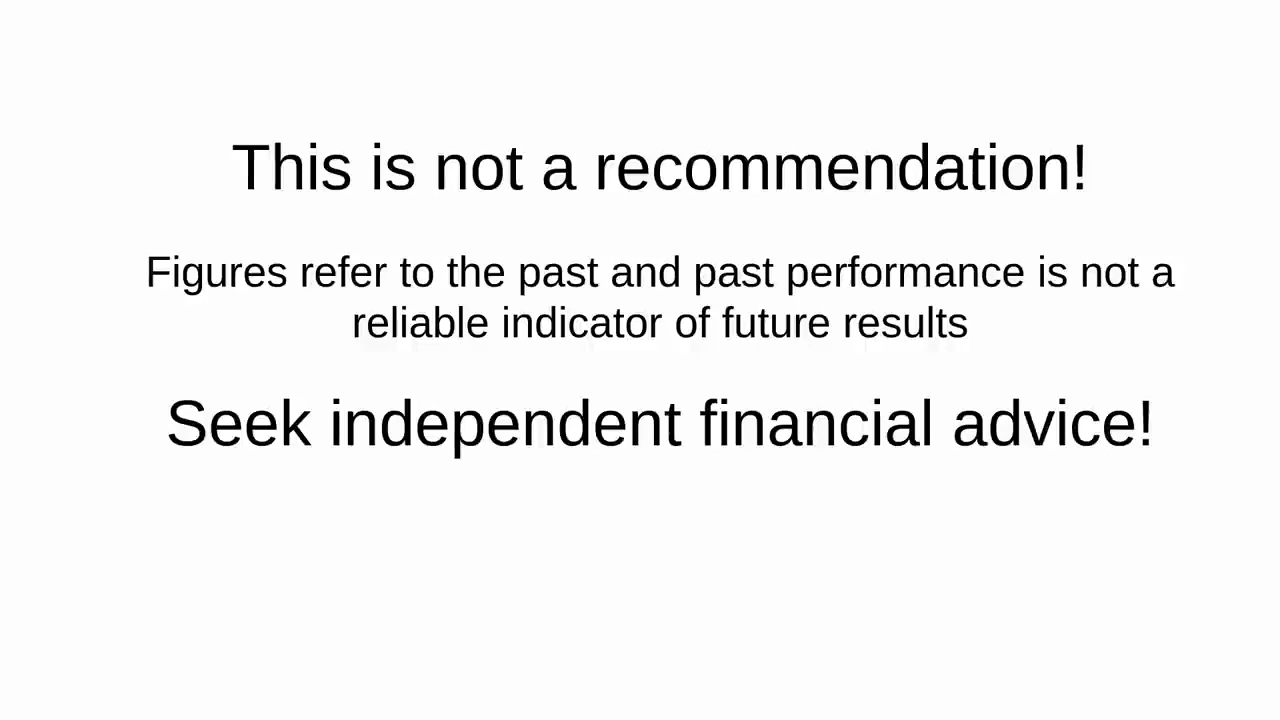 This is not a recommendation!
Figures refer to the past and past performance is not a
reliable indicator of future results
Seek independent financial advice!